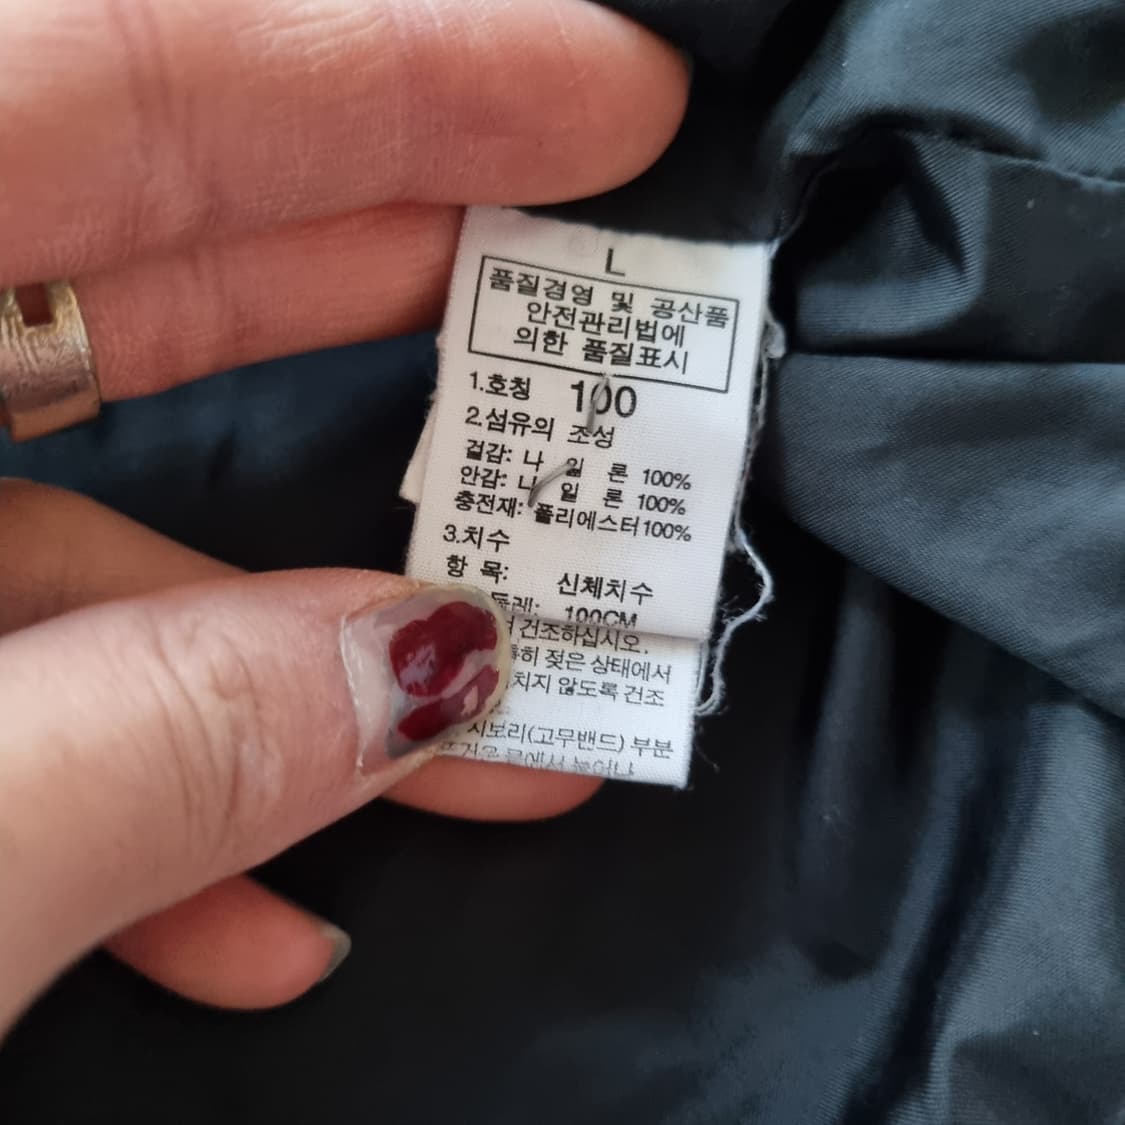 L
품질경영 및 공산품
안전관리법에
의한 품질표시
1.호칭 100
2.섬유의 조성
겉감: 나 일 론 100%
안감: 나 일 론 100%
충전재: 폴리에스터100%
3.치수
항 목: 신체치수
100CM
건조하십시오.
젖은 상태에서
않도록 건조
시보리(고무밴드) 부분